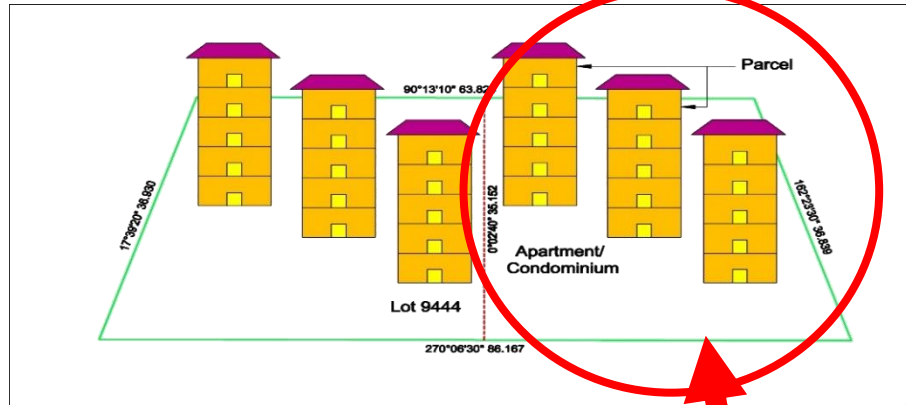 Parcel
90°13'10" 63.82
17°39'20" 36.930
0°02'40" 35.162
162°23'30" 36.839
Apartment/
Condominium
Lot 9444
270°06'30" 86.167